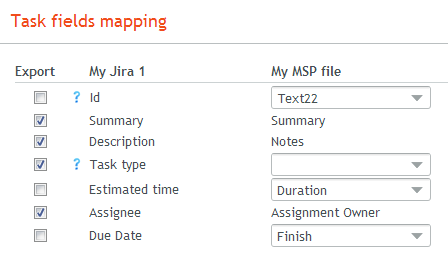 Task fields mapping
Export My Jira 1 My MSP file
? Id Text22
Summary Summary
Description Notes
? Task type
Estimated time Duration
Assignee Assignment Owner
Due Date Finish